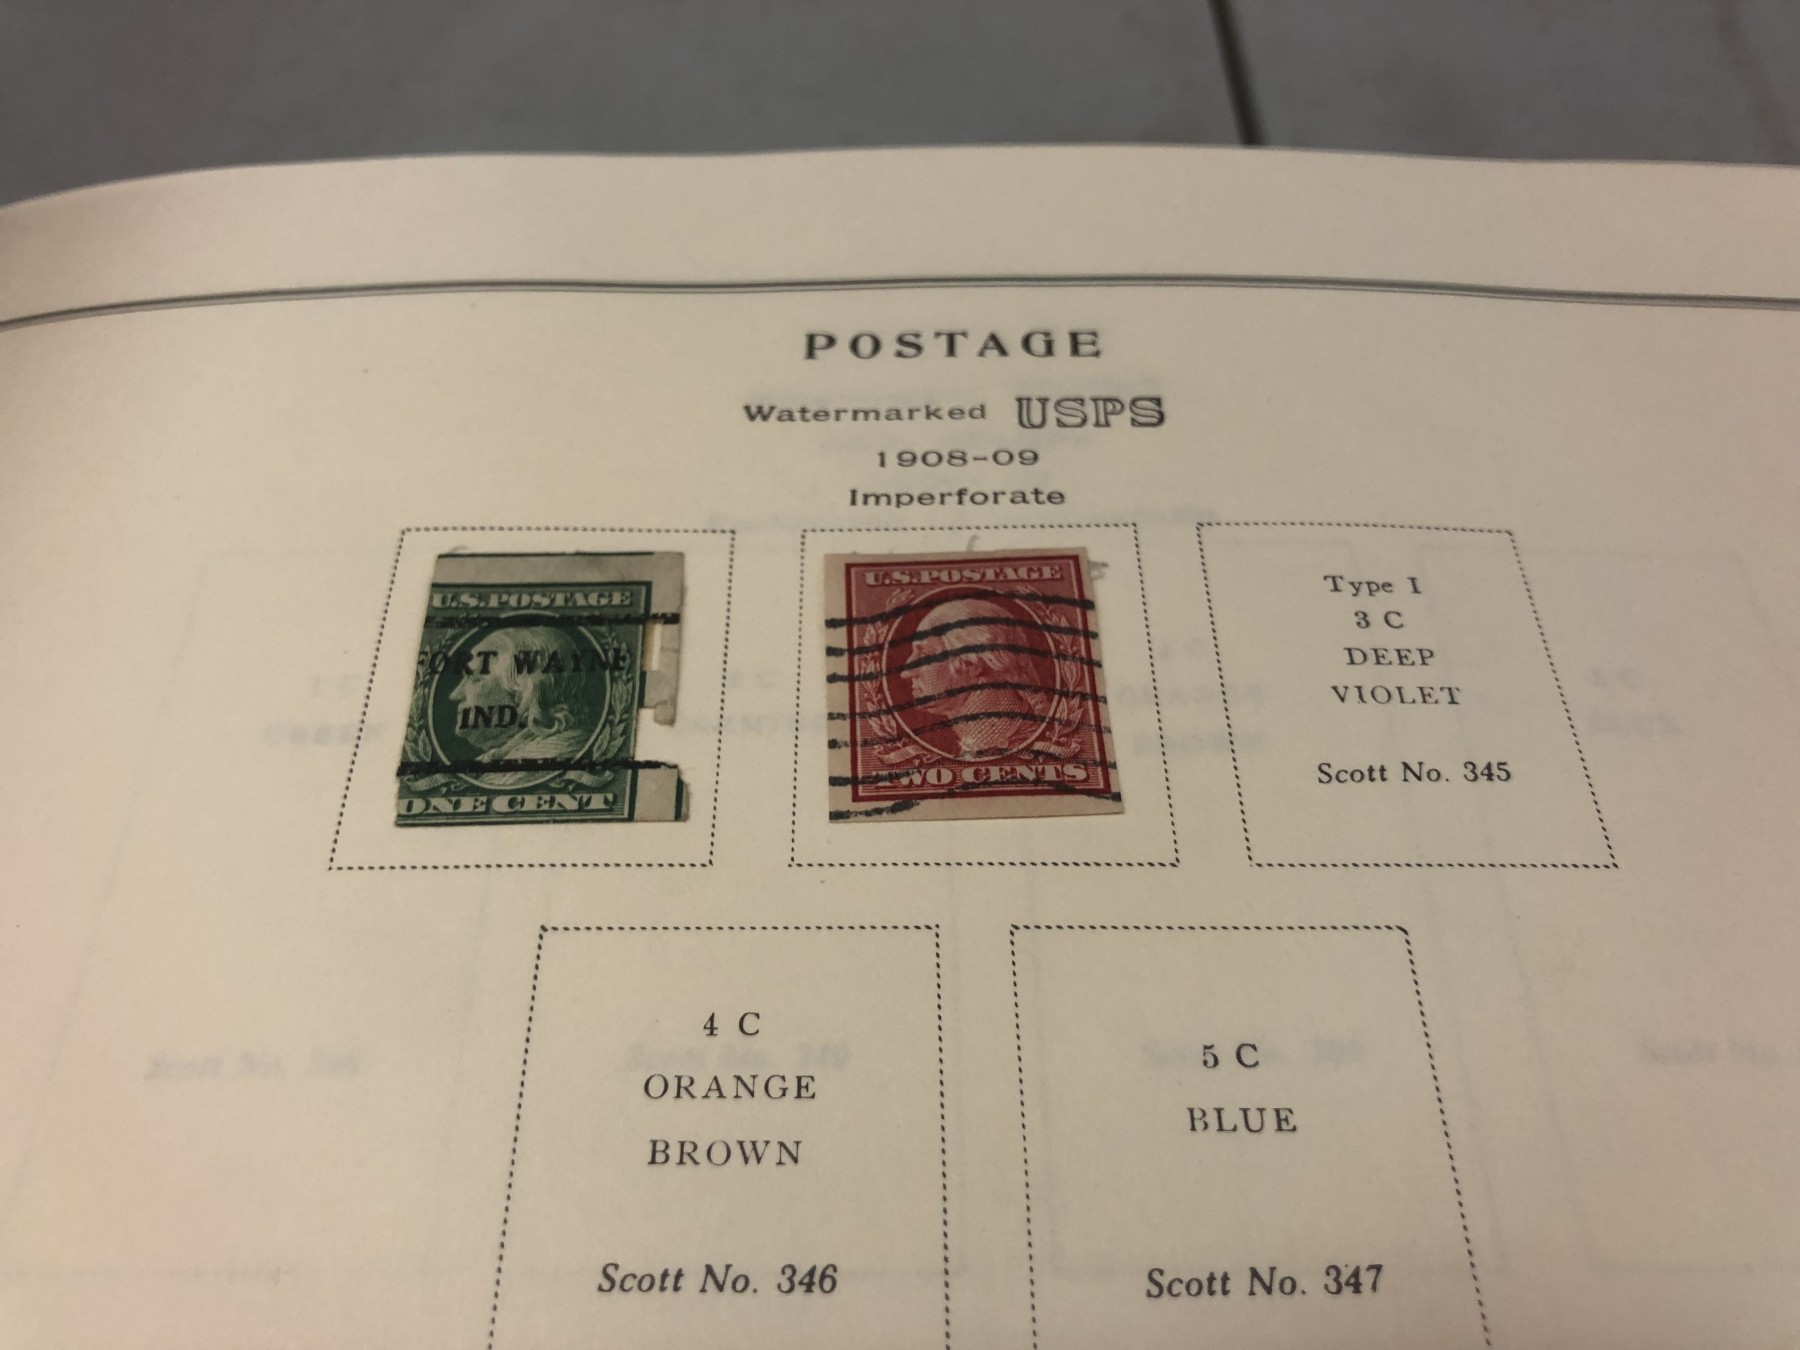 POSTAGE
Watermarked USPS
1908-09
Imperforate
U.S. POSTAGE
FORT WAYNE
IND.
ONE CENT
U.S. POSTAGE
TWO CENTS
Type I
3 C
DEEP
VIOLET
Scott No. 345
4 C
ORANGE
BROWN
Scott No. 346
5 C
BLUE
Scott No. 347